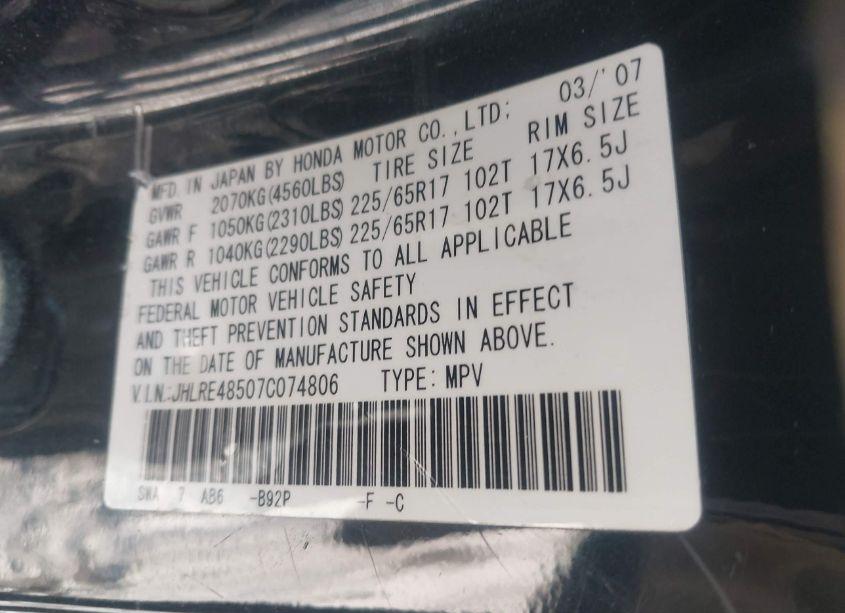 MFD. IN JAPAN BY HONDA MOTOR CO.,LTD; 03/'07
GVWR 2070KG(4560LBS) TIRE SIZE RIM SIZE
GAWR F 1050KG(2310LBS) 225/65R17 102T 17X6.5J
GAWR R 1040KG(2290LBS) 225/65R17 102T 17X6.5J
THIS VEHICLE CONFORMS TO ALL APPLICABLE
FEDERAL MOTOR VEHICLE SAFETY
AND THEFT PREVENTION STANDARDS IN EFFECT
ON THE DATE OF MANUFACTURE SHOWN ABOVE.
V.I.N.:JHLRE48507C074806 TYPE: MPV
SWA 7 AB6 -B92P -F -C